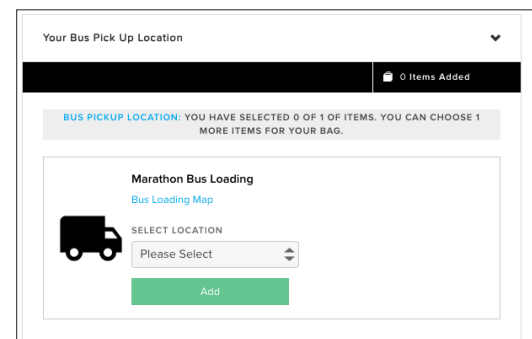 Your Bus Pick Up Location
0 Items Added
BUS PICKUP LOCATION: YOU HAVE SELECTED 0 OF 1 OF ITEMS. YOU CAN CHOOSE 1
MORE ITEMS FOR YOUR BAG.
Marathon Bus Loading
Bus Loading Map
SELECT LOCATION
Please Select
Add